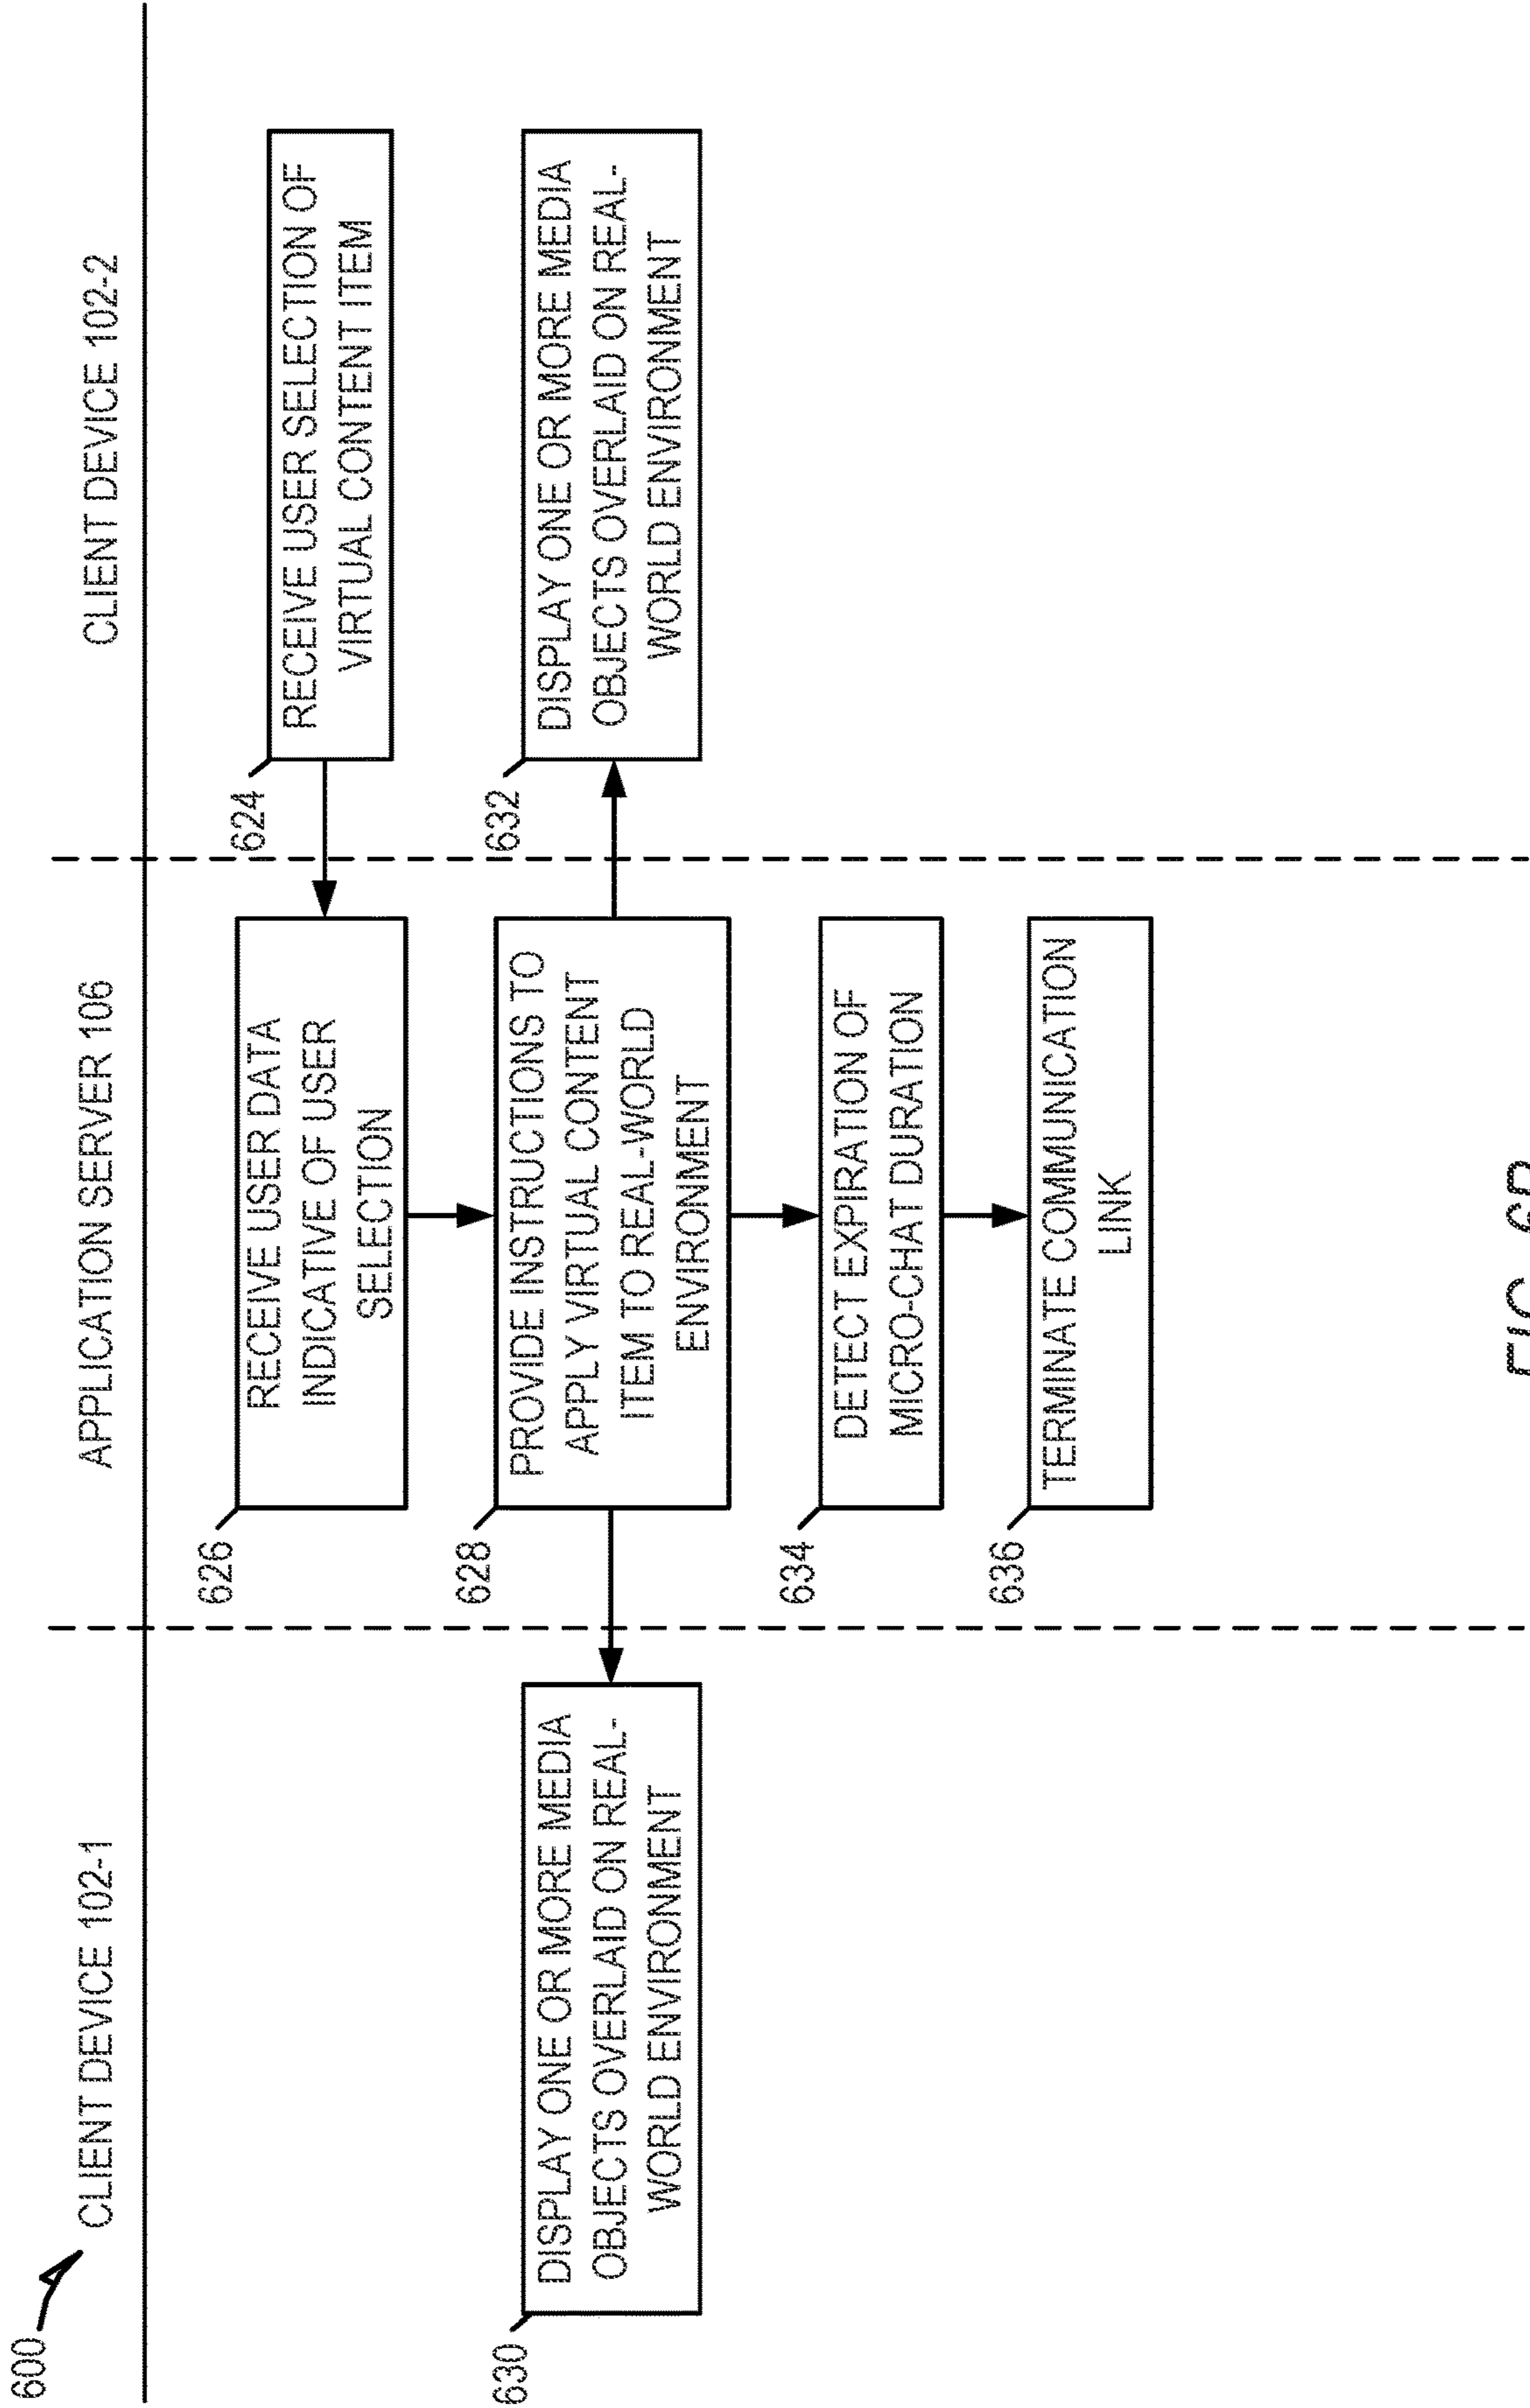 600
CLIENT DEVICE 102-1
APPLICATION SERVER 106
CLIENT DEVICE 102-2
624
RECEIVE USER SELECTION OF
VIRTUAL CONTENT ITEM
626
RECEIVE USER DATA
INDICATIVE OF USER
SELECTION
628
PROVIDE INSTRUCTIONS TO
APPLY VIRTUAL CONTENT
ITEM TO REAL-WORLD
ENVIRONMENT
630
DISPLAY ONE OR MORE MEDIA
OBJECTS OVERLAID ON REAL-
WORLD ENVIRONMENT
632
DISPLAY ONE OR MORE MEDIA
OBJECTS OVERLAID ON REAL-
WORLD ENVIRONMENT
634
DETECT EXPIRATION OF
MICRO-CHAT DURATION
636
TERMINATE COMMUNICATION
LINK